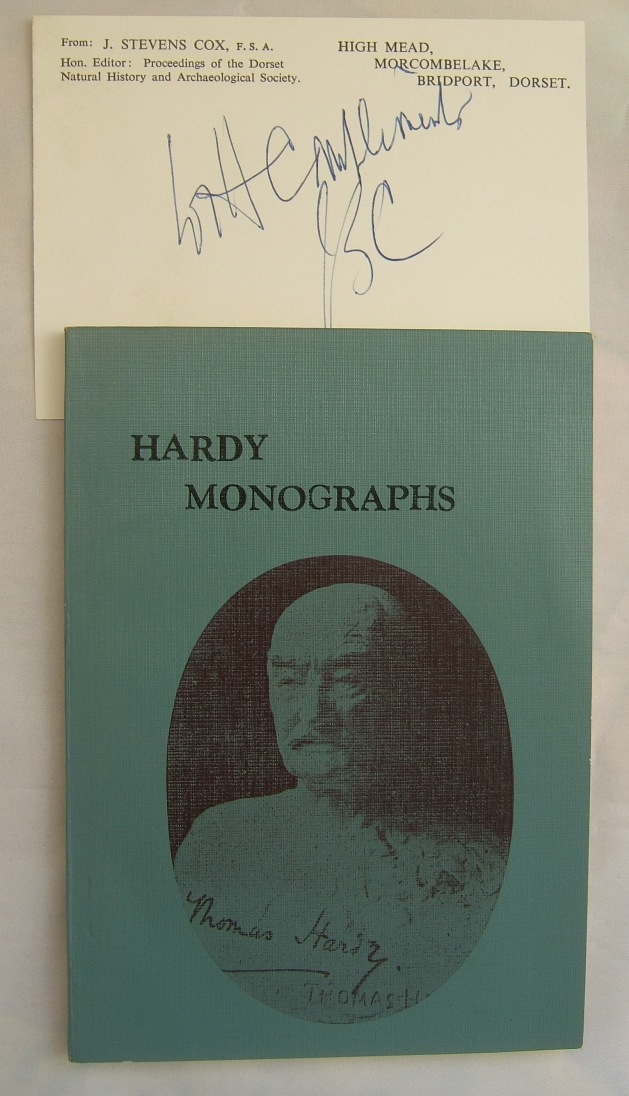 From: J. STEVENS COX, F. S. A.
Hon. Editor: Proceedings of the Dorset
Natural History and Archaeological Society.
HIGH MEAD,
MORCOMBELAKE,
BRIDPORT, DORSET.
With Compliments
JSC
HARDY
MONOGRAPHS
Thomas Hardy.
THOMAS H